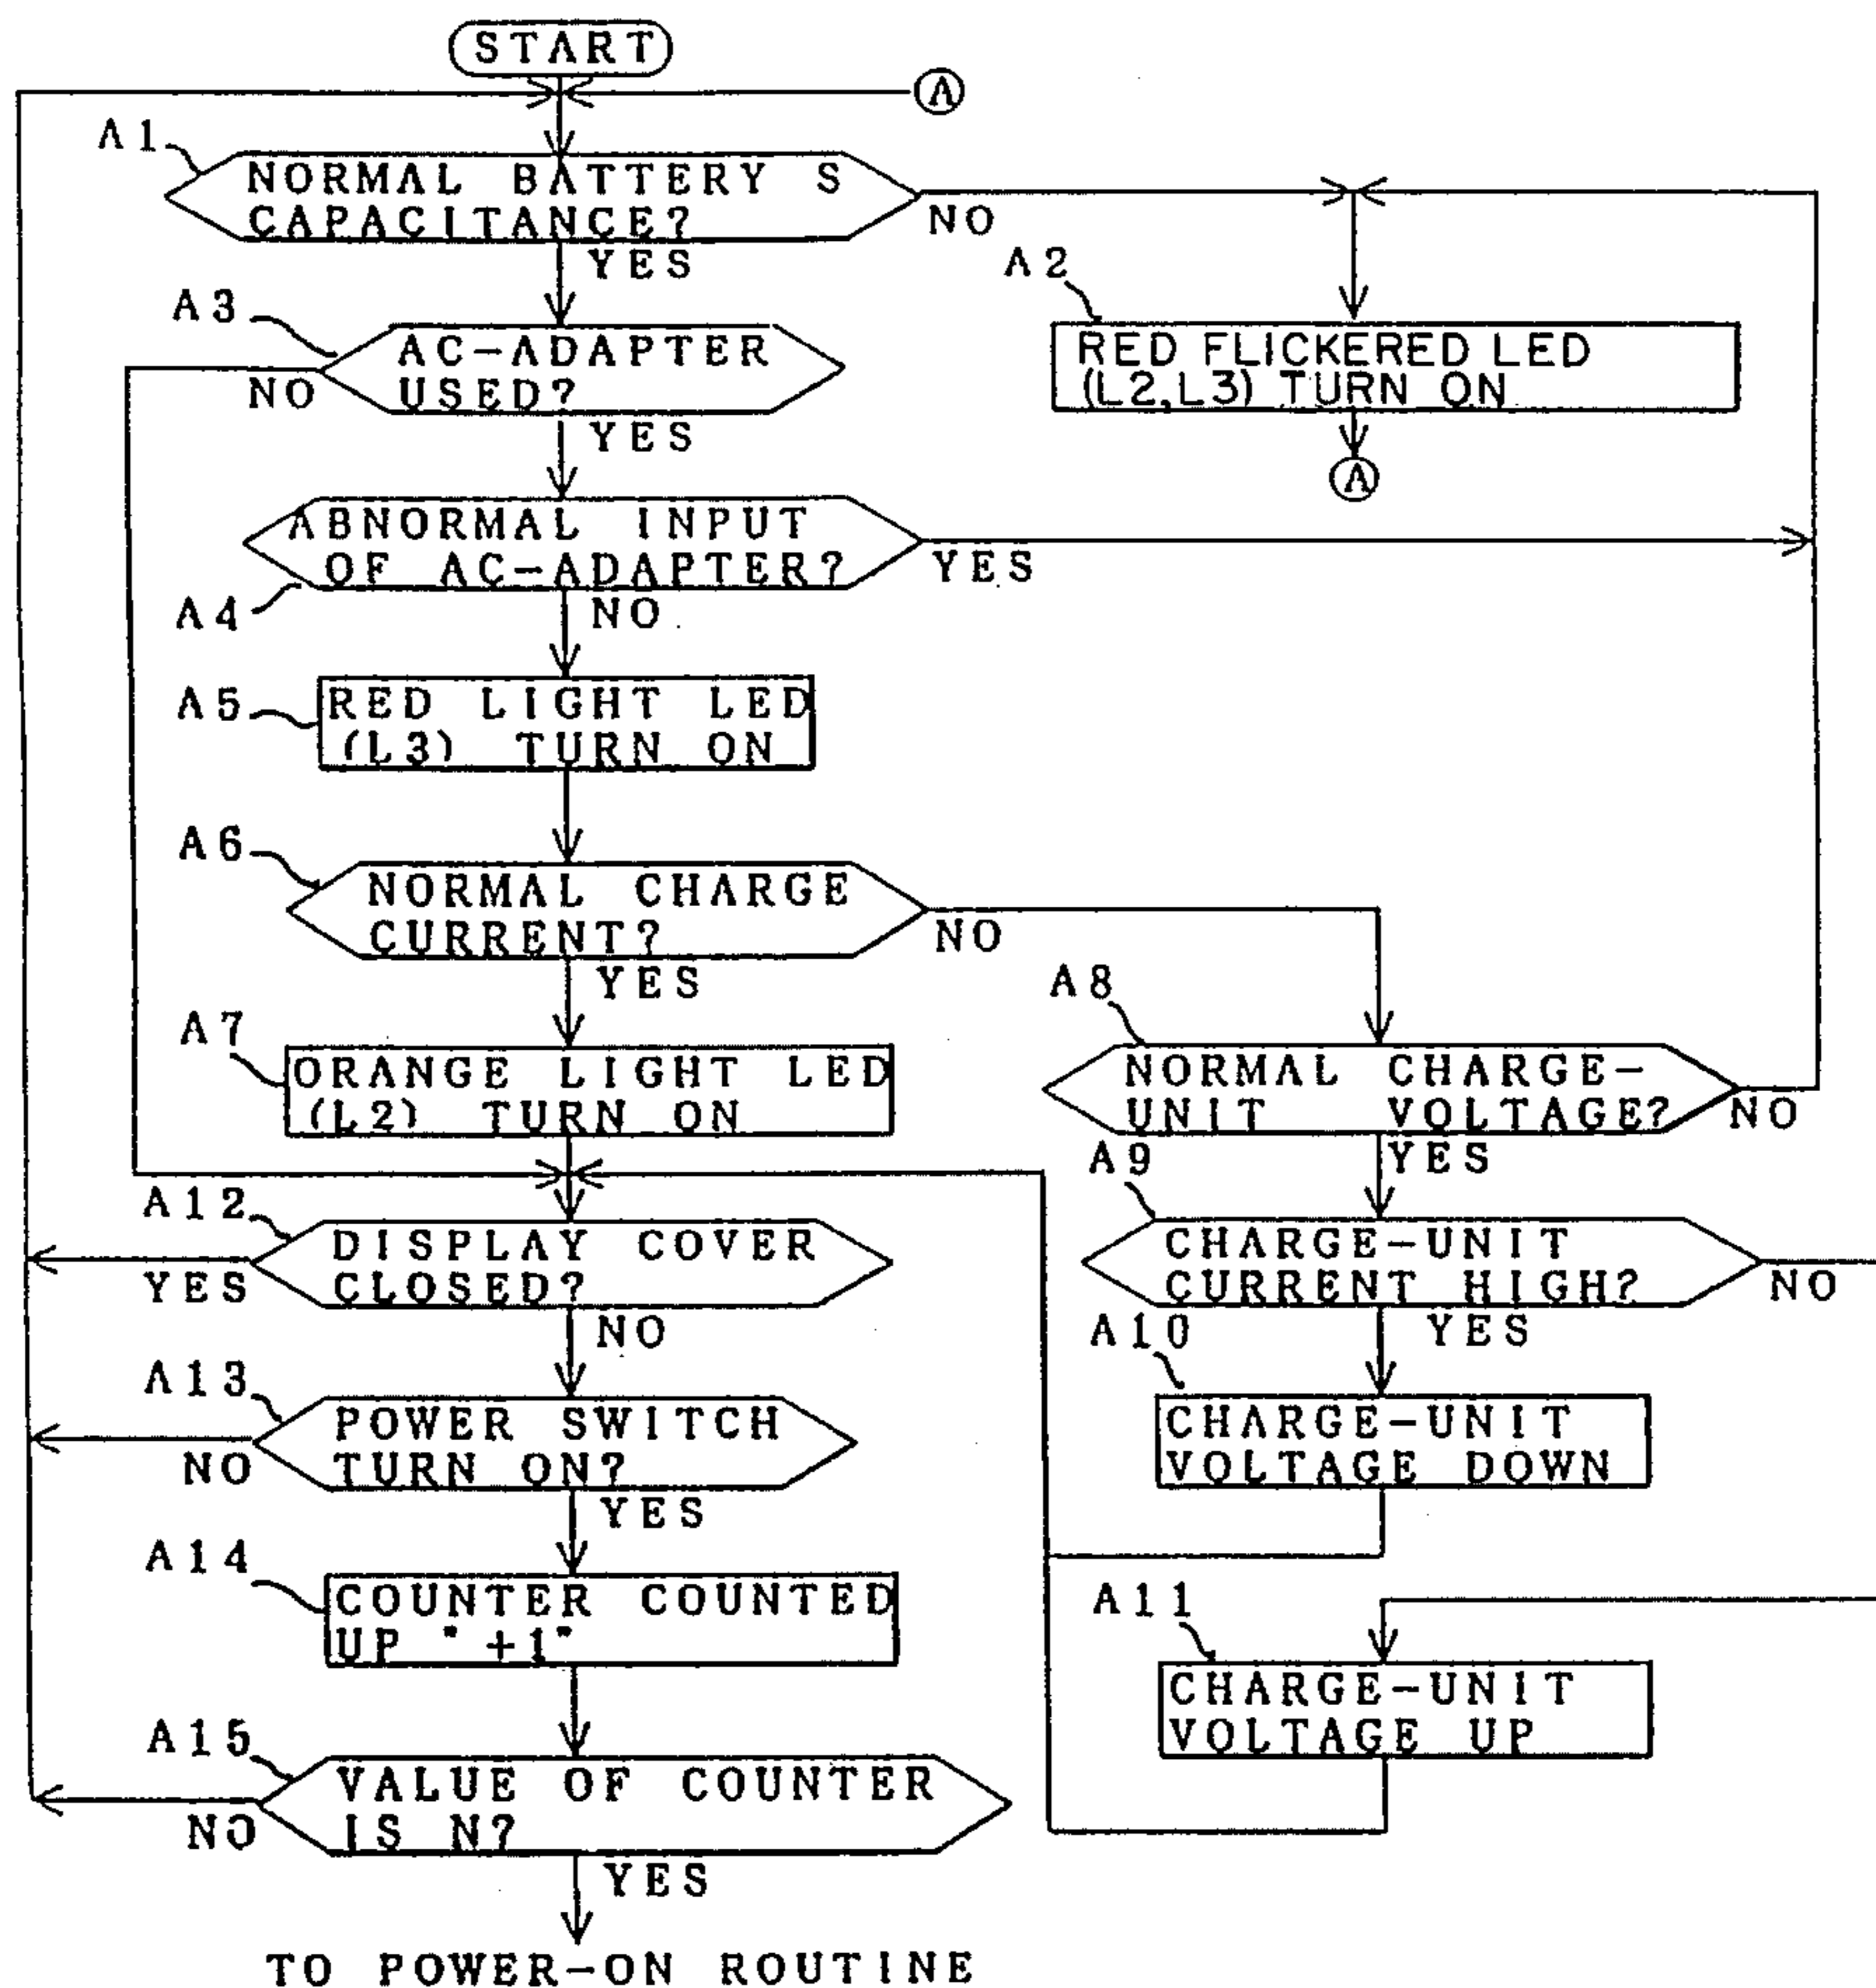 START
A
A1
NORMAL BATTERY S
CAPACITANCE?
NO
YES
A2
RED FLICKERED LED
(L2,L3) TURN ON
A
A3
AC-ADAPTER
USED?
NO
YES
ABNORMAL INPUT
OF AC-ADAPTER?
YES
A4
NO
A5
RED LIGHT LED
(L3) TURN ON
A6
NORMAL CHARGE
CURRENT?
NO
YES
A7
ORANGE LIGHT LED
(L2) TURN ON
A8
NORMAL CHARGE-
UNIT VOLTAGE?
NO
YES
A9
CHARGE-UNIT
CURRENT HIGH?
NO
YES
A10
CHARGE-UNIT
VOLTAGE DOWN
A11
CHARGE-UNIT
VOLTAGE UP
A12
DISPLAY COVER
CLOSED?
YES
NO
A13
POWER SWITCH
TURN ON?
NO
YES
A14
COUNTER COUNTED
UP "+1"
A15
VALUE OF COUNTER
IS N?
NO
YES
TO POWER-ON ROUTINE